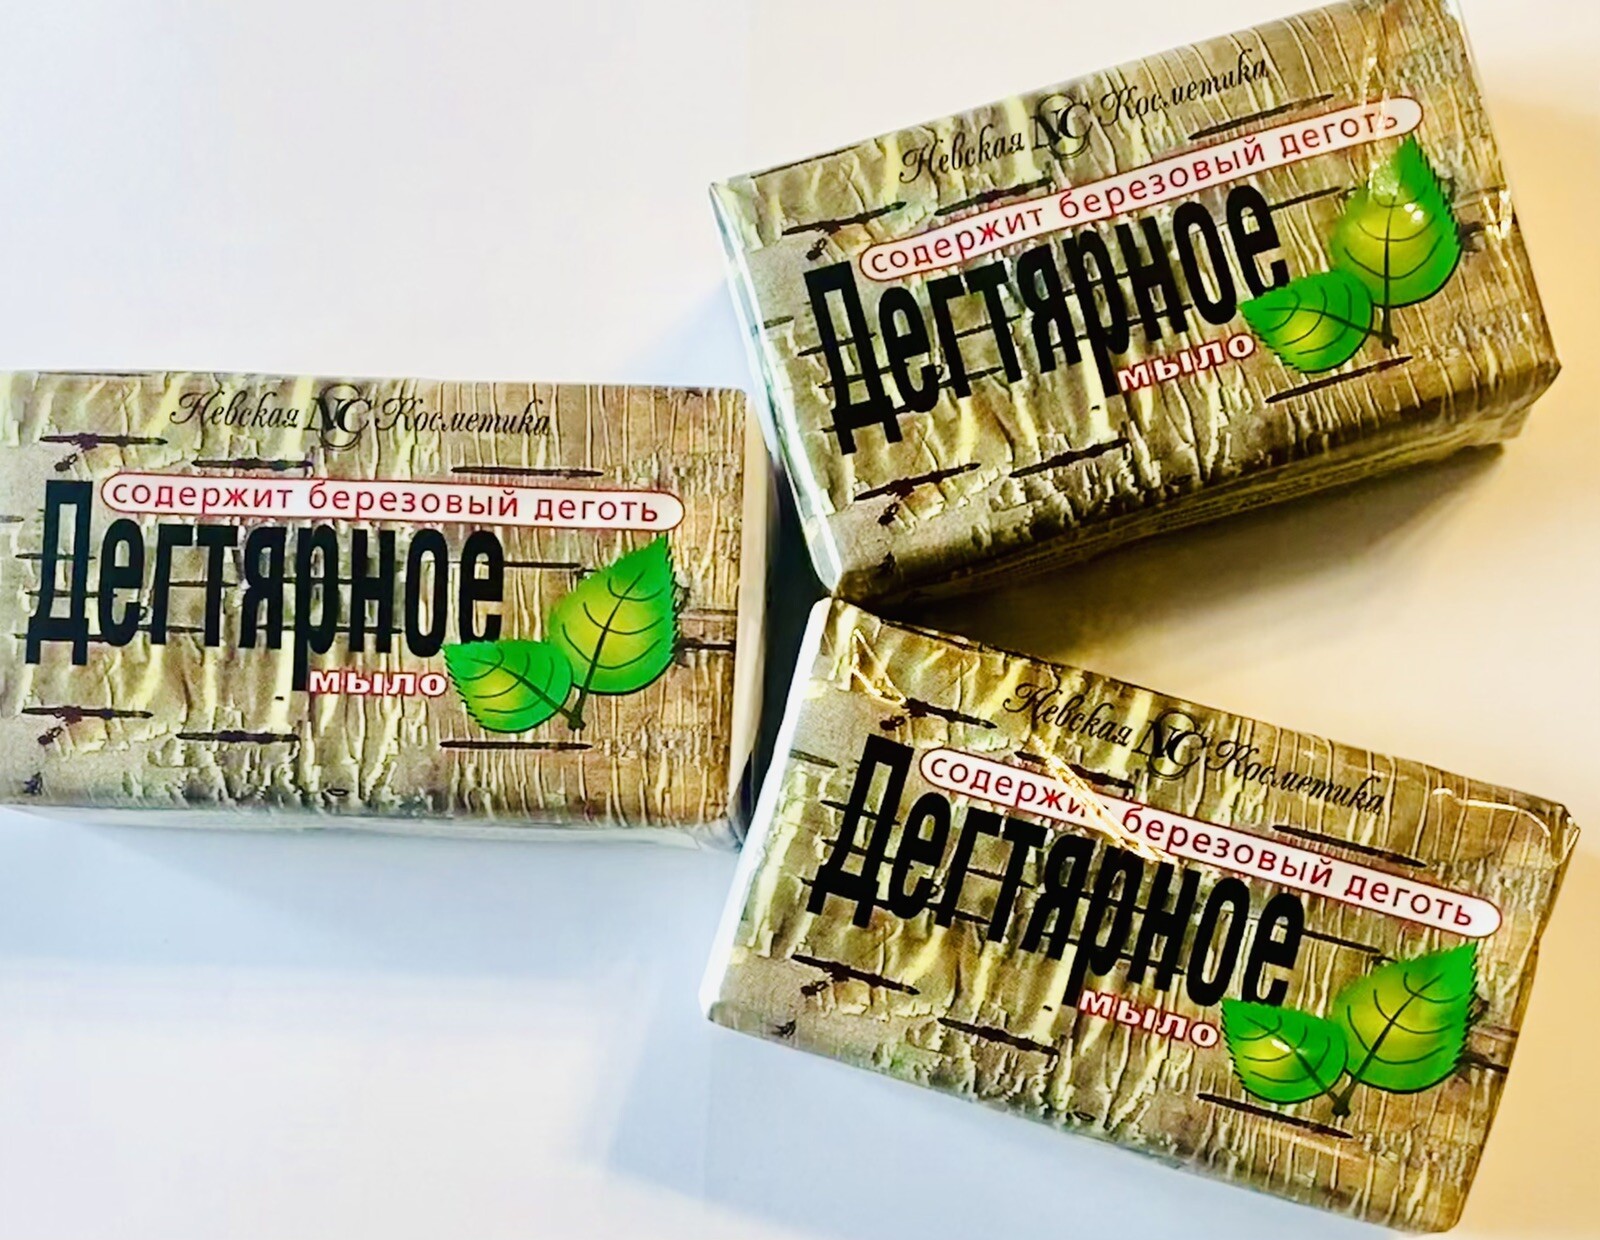 Невская NC Косметика
содержит березовый деготь
Дегтярное
мыло
Невская NC Косметика
содержит березовый деготь
Дегтярное
мыло
Невская NC Косметика
содержит березовый деготь
Дегтярное
мыло